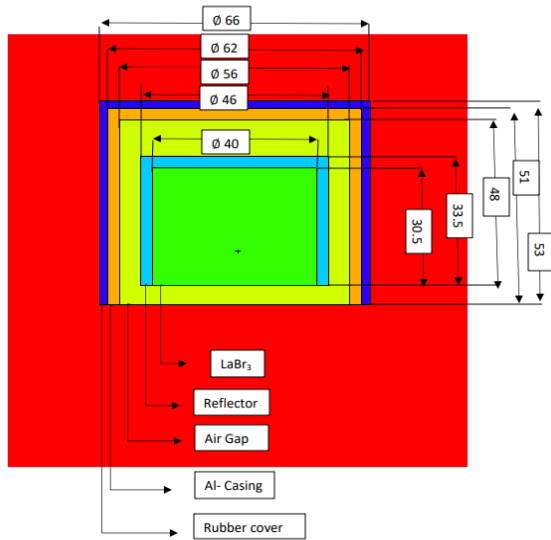 Ø 66
Ø 62
Ø 56
Ø 46
Ø 40
30.5
33.5
48
51
53
LaBr₃
Reflector
Air Gap
Al- Casing
Rubber cover